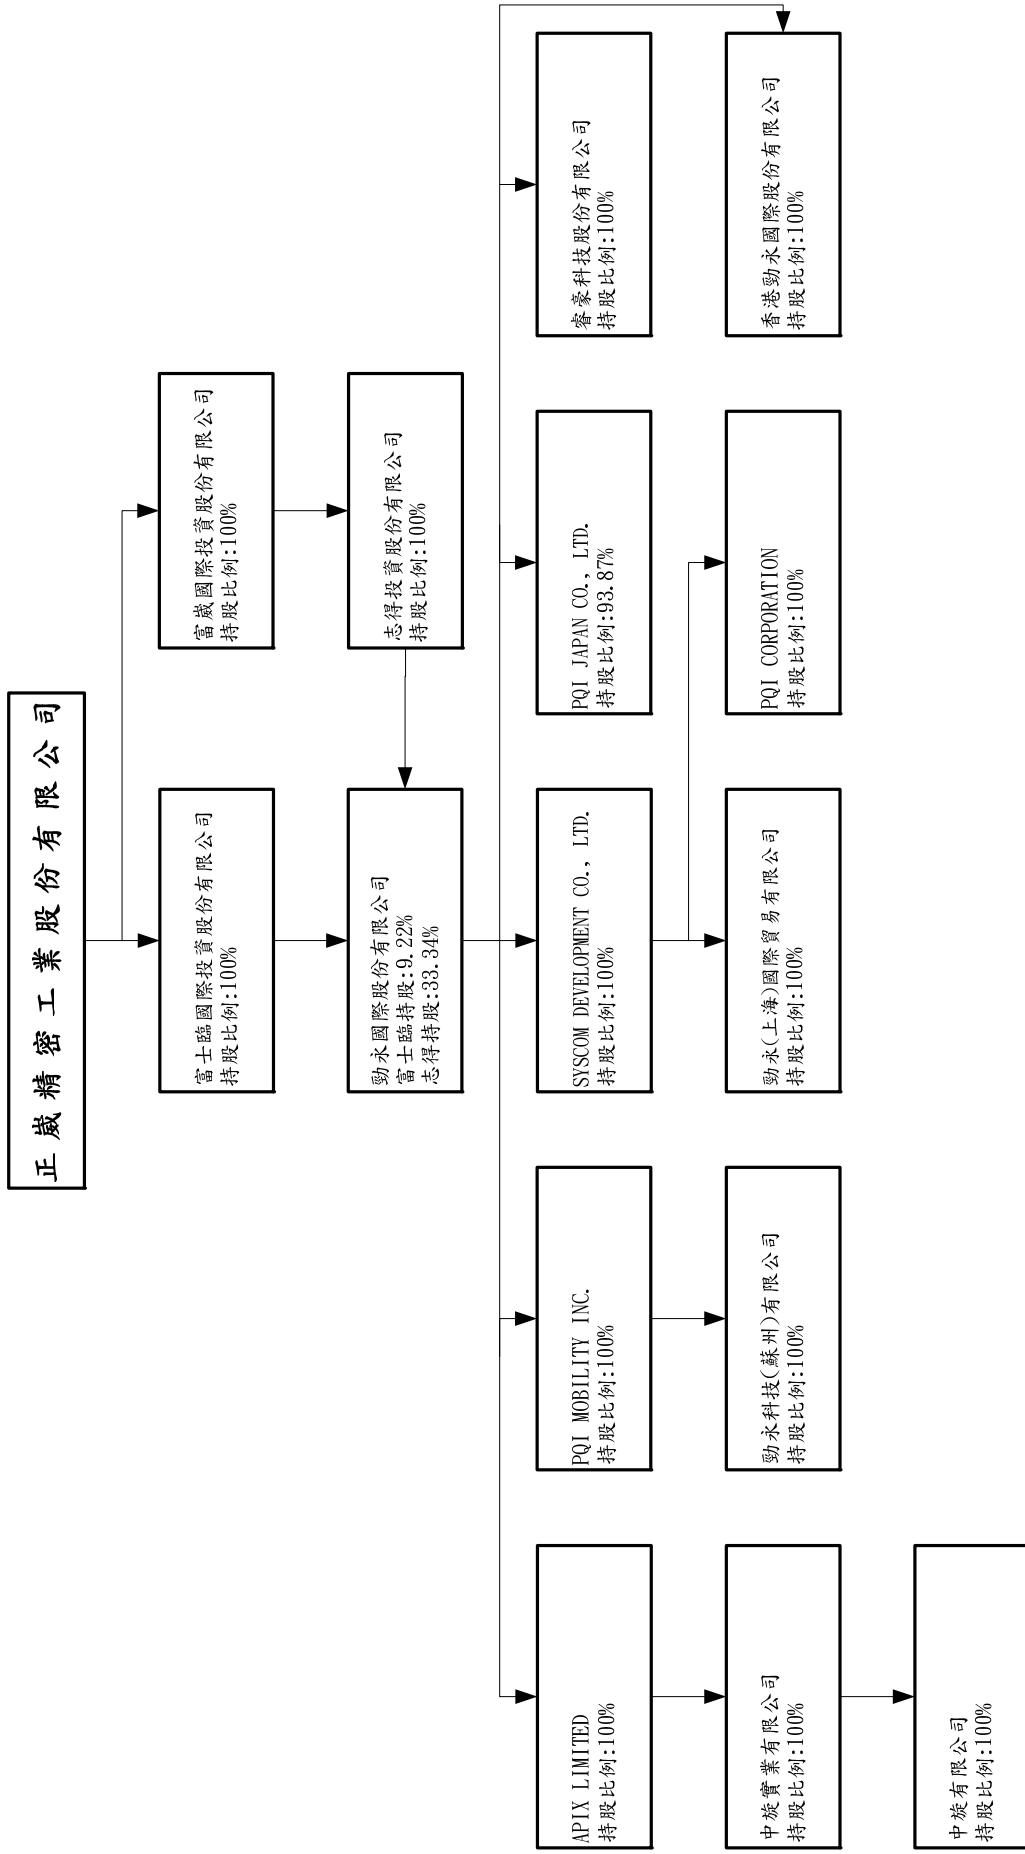 正崴精密工業股份有限公司
富士臨國際投資股份有限公司
持股比例:100%
富崴國際投資股份有限公司
持股比例:100%
勁永國際股份有限公司
富士臨持股:9.22%
志得持股:33.34%
志得投資股份有限公司
持股比例:100%
APIX LIMITED
持股比例:100%
PQI MOBILITY INC.
持股比例:100%
SYSCOM DEVELOPMENT CO., LTD.
持股比例:100%
PQI JAPAN CO., LTD.
持股比例:93.87%
睿豪科技股份有限公司
持股比例:100%
中旋實業有限公司
持股比例:100%
勁永科技(蘇州)有限公司
持股比例:100%
勁永(上海)國際貿易有限公司
持股比例:100%
PQI CORPORATION
持股比例:100%
香港勁永國際股份有限公司
持股比例:100%
中旋有限公司
持股比例:100%